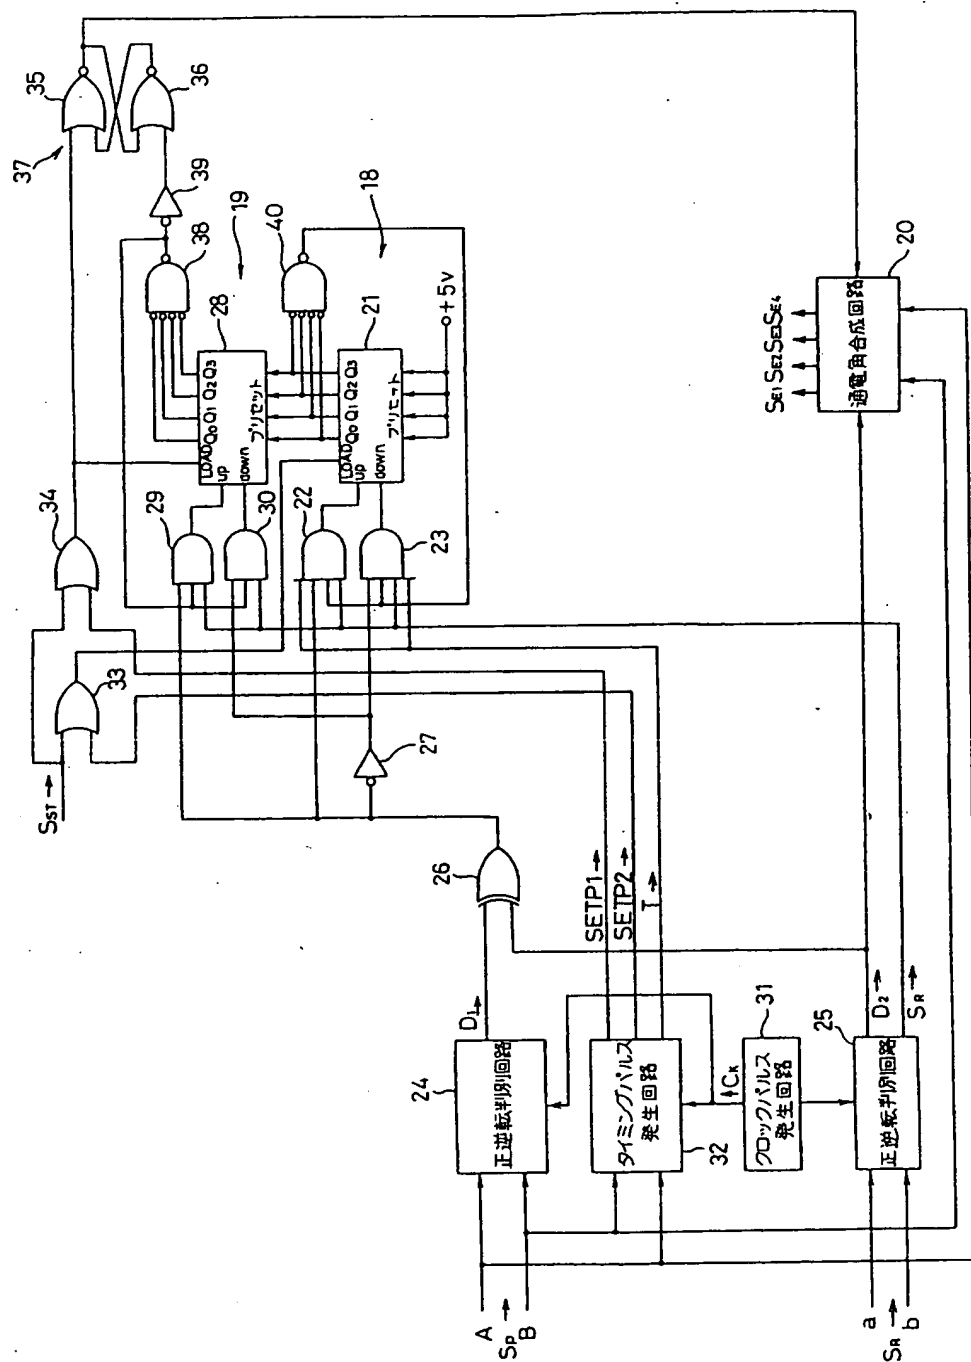 A
Sp →
B
a
SR →
b
24
正逆転判別回路
D1 →
タイミングパルス
発生回路
32
クロックパルス
発生回路
31
↑CK
25
正逆転判別回路
D2 →
SR →
SETP1 →
SETP2 →
T →
26
27
SST →
33
34
29
30
22
23
LOAD
up
down
Q0 Q1 Q2 Q3
プリセット
28
LOAD
up
down
Q0 Q1 Q2 Q3
プリセット
21
+5V
38
19
40
18
39
37
35
36
SE1 SE2 SE3 SE4
通電角合成回路
20